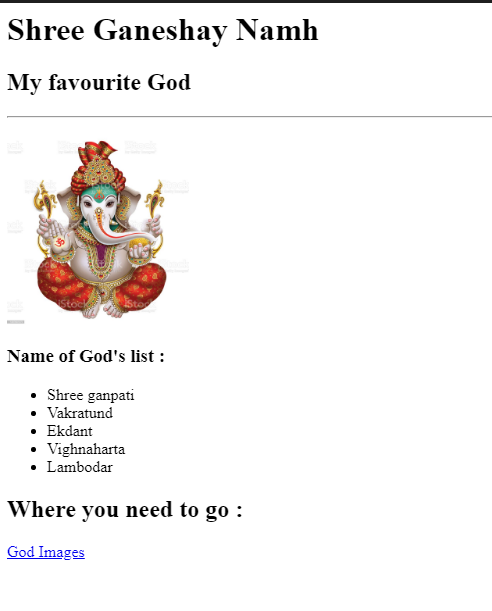 Shree Ganeshay Namh
My favourite God
iStock
ॐ
iStock
Name of God's list :
Shree ganpati
Vakratund
Ekdant
Vighnaharta
Lambodar
Where you need to go :
God Images